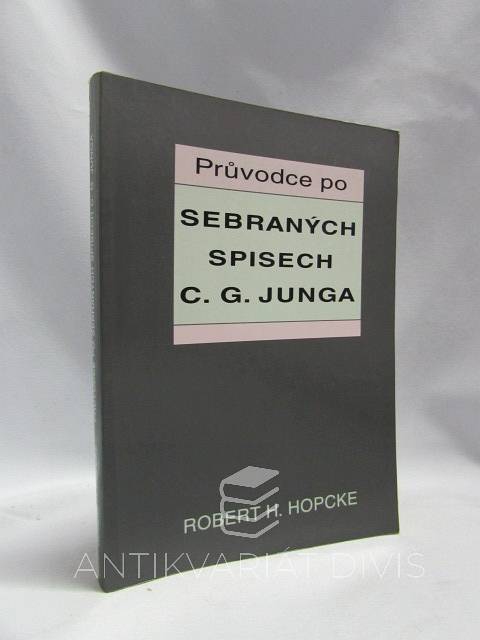 Průvodce po
SEBRANÝCH
SPISECH
C. G. JUNGA
ROBERT H. HOPCKE
ANTIKVARIÁT DIVIŠ